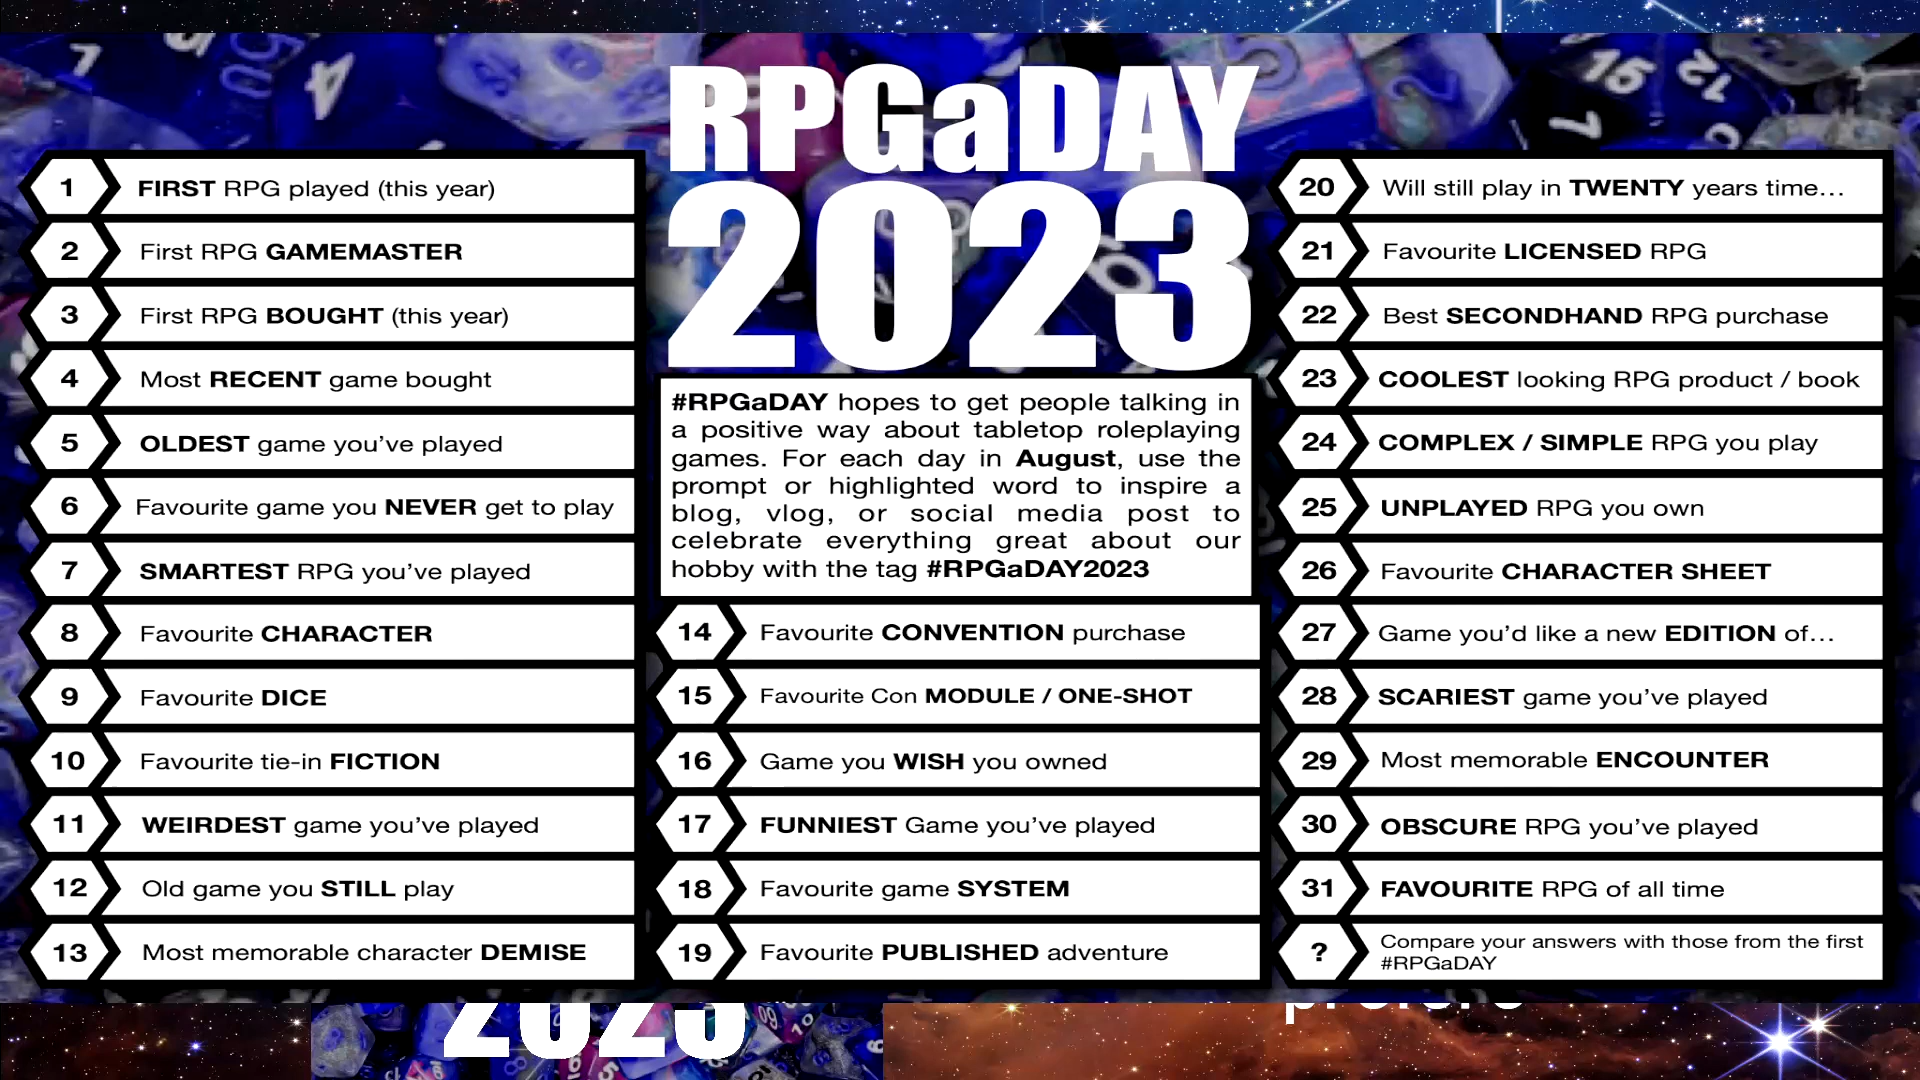 RPGaDAY
2023
1 FIRST RPG played (this year)
2 First RPG GAMEMASTER
3 First RPG BOUGHT (this year)
4 Most RECENT game bought
5 OLDEST game you’ve played
6 Favourite game you NEVER get to play
7 SMARTEST RPG you’ve played
8 Favourite CHARACTER
9 Favourite DICE
10 Favourite tie-in FICTION
11 WEIRDEST game you’ve played
12 Old game you STILL play
13 Most memorable character DEMISE
#RPGaDAY hopes to get people talking in
a positive way about tabletop roleplaying
games. For each day in August, use the
prompt or highlighted word to inspire a
blog, vlog, or social media post to
celebrate everything great about our
hobby with the tag #RPGaDAY2023
14 Favourite CONVENTION purchase
15 Favourite Con MODULE / ONE-SHOT
16 Game you WISH you owned
17 FUNNIEST Game you’ve played
18 Favourite game SYSTEM
19 Favourite PUBLISHED adventure
20 Will still play in TWENTY years time...
21 Favourite LICENSED RPG
22 Best SECONDHAND RPG purchase
23 COOLEST looking RPG product / book
24 COMPLEX / SIMPLE RPG you play
25 UNPLAYED RPG you own
26 Favourite CHARACTER SHEET
27 Game you’d like a new EDITION of...
28 SCARIEST game you’ve played
29 Most memorable ENCOUNTER
30 OBSCURE RPG you’ve played
31 FAVOURITE RPG of all time
? Compare your answers with those from the first
#RPGaDAY
2023